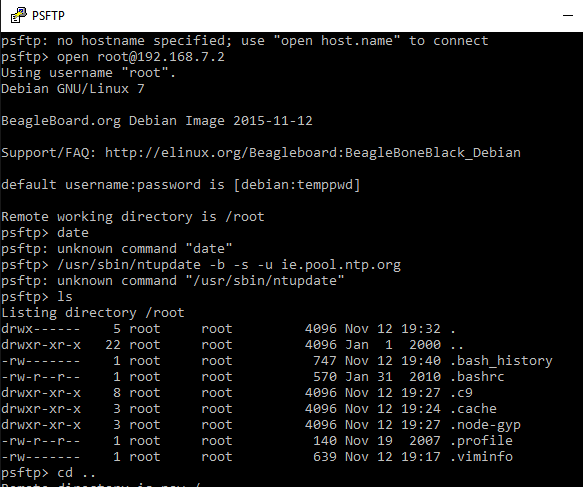 PSFTP
psftp: no hostname specified; use "open host.name" to connect
psftp> open root@192.168.7.2
Using username "root".
Debian GNU/Linux 7
BeagleBoard.org Debian Image 2015-11-12
Support/FAQ: http://elinux.org/Beagleboard:BeagleBoneBlack_Debian
default username:password is [debian:temppwd]
Remote working directory is /root
psftp> date
psftp: unknown command "date"
psftp> /usr/sbin/ntupdate -b -s -u ie.pool.ntp.org
psftp: unknown command "/usr/sbin/ntupdate"
psftp> ls
Listing directory /root
drwx------    5 root     root         4096 Nov 12 19:32 .
drwxr-xr-x   22 root     root         4096 Jan  1  2000 ..
-rw-------    1 root     root          747 Nov 12 19:40 .bash_history
-rw-r--r--    1 root     root          570 Jan 31  2010 .bashrc
drwxr-xr-x    8 root     root         4096 Nov 12 19:27 .c9
drwxr-xr-x    3 root     root         4096 Nov 12 19:24 .cache
drwxr-xr-x    3 root     root         4096 Nov 12 19:27 .node-gyp
-rw-r--r--    1 root     root          140 Nov 19  2007 .profile
-rw-------    1 root     root          639 Nov 12 19:17 .viminfo
psftp> cd ..
Remote directory is now /